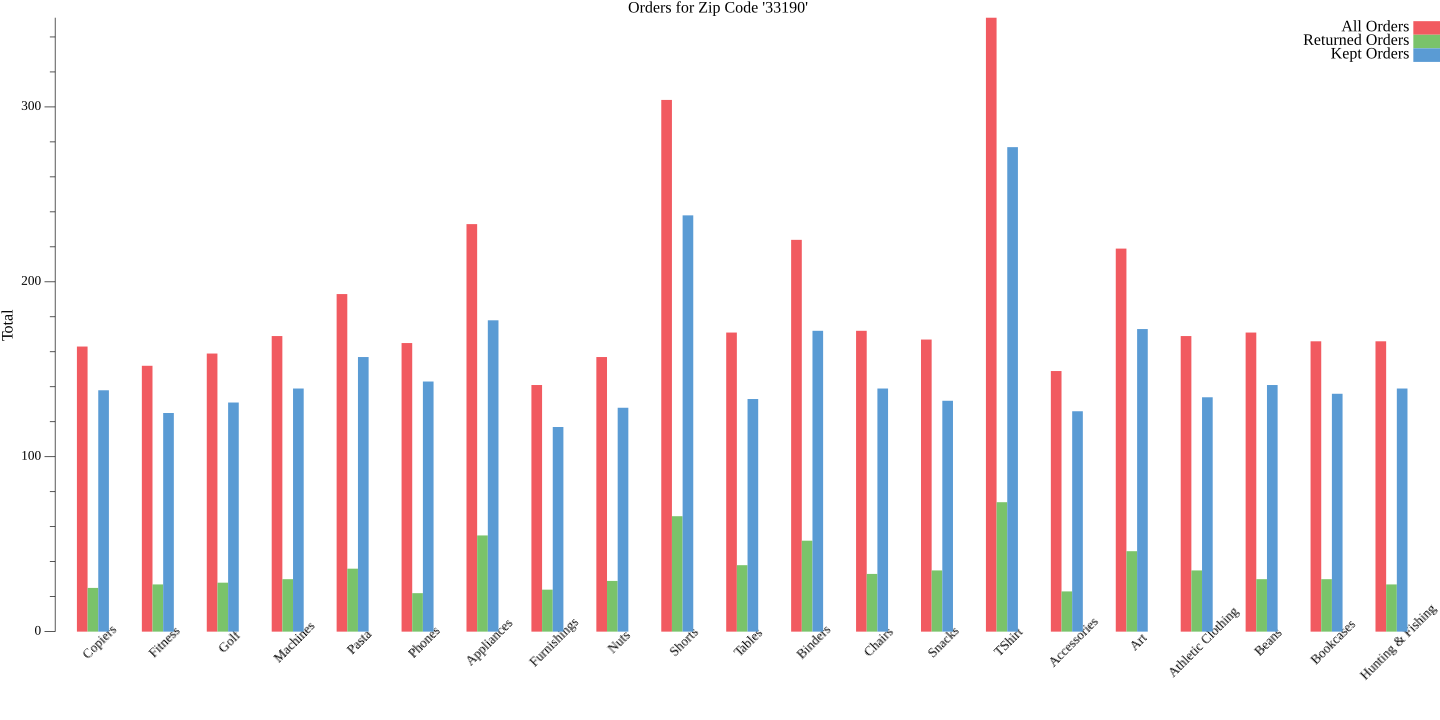 Orders for Zip Code '33190'
All Orders
Returned Orders
Kept Orders
Total
300
200
100
0
Copiers
Fitness
Golf
Machines
Pasta
Phones
Appliances
Furnishings
Nuts
Shorts
Tables
Binders
Chairs
Snacks
TShirt
Accessories
Art
Athletic Clothing
Beans
Bookcases
Hunting & Fishing